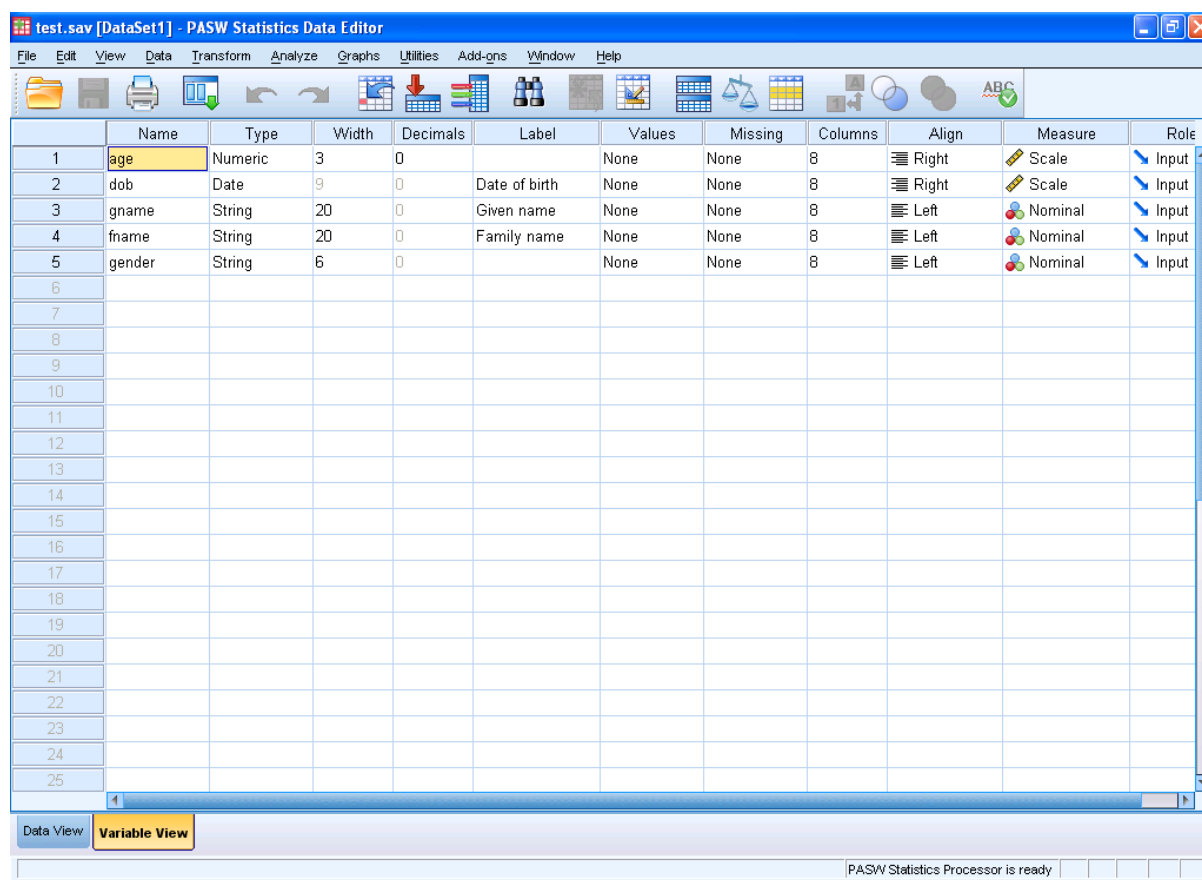 test.sav [DataSet1] - PASW Statistics Data Editor
File Edit View Data Transform Analyze Graphs Utilities Add-ons Window Help
A 1 ABC
Name Type Width Decimals Label Values Missing Columns Align Measure Role
1 age Numeric 3 0 None None 8 Right Scale Input
2 dob Date 9 0 Date of birth None None 8 Right Scale Input
3 gname String 20 0 Given name None None 8 Left Nominal Input
4 fname String 20 0 Family name None None 8 Left Nominal Input
5 gender String 6 0 None None 8 Left Nominal Input
6
7
8
9
10
11
12
13
14
15
16
17
18
19
20
21
22
23
24
25
Data View Variable View
PASW Statistics Processor is ready